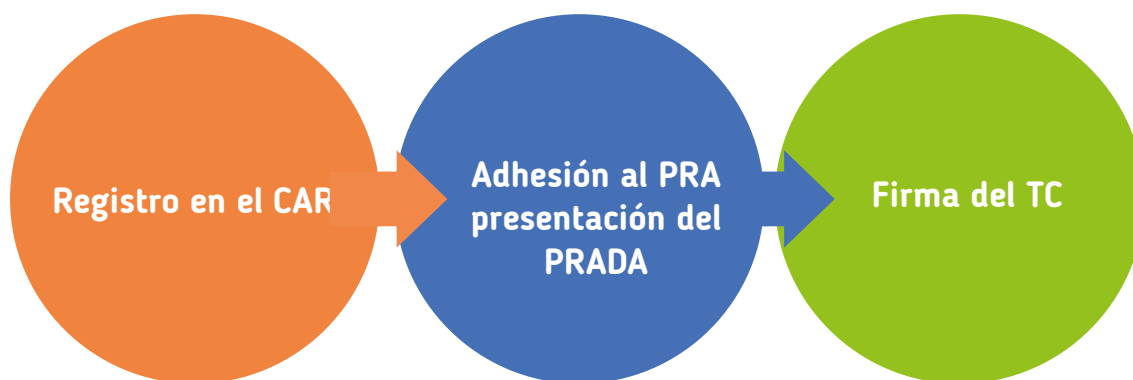 Registro en el CAR
Adhesión al PRA
presentación del
PRADA
Firma del TC